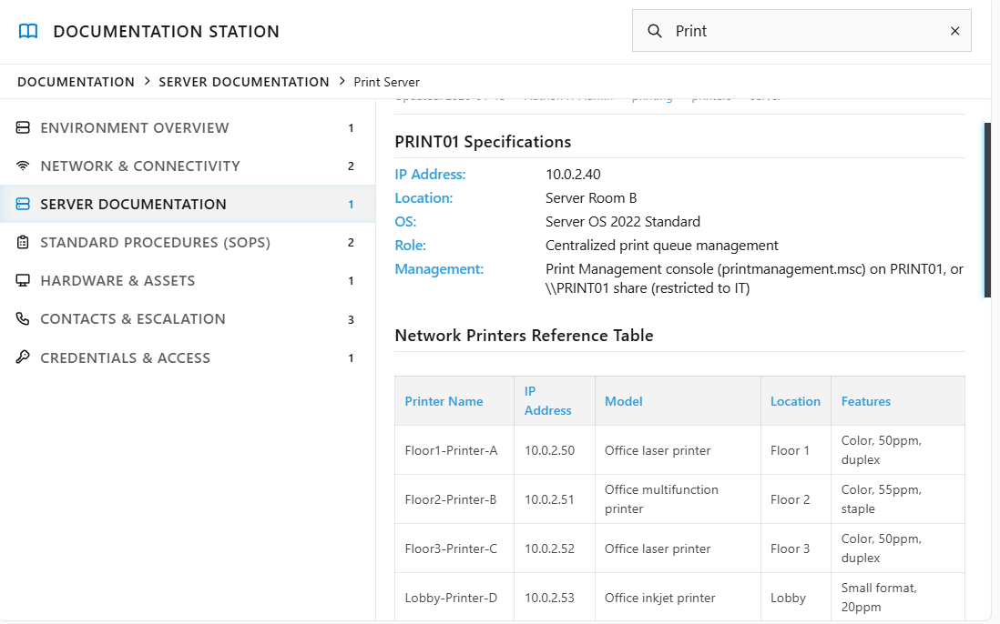 DOCUMENTATION STATION
Print
DOCUMENTATION > SERVER DOCUMENTATION > Print Server
ENVIRONMENT OVERVIEW 1
NETWORK & CONNECTIVITY 2
SERVER DOCUMENTATION 1
STANDARD PROCEDURES (SOPS) 2
HARDWARE & ASSETS 1
CONTACTS & ESCALATION 3
CREDENTIALS & ACCESS 1
PRINT01 Specifications
IP Address: 10.0.2.40
Location: Server Room B
OS: Server OS 2022 Standard
Role: Centralized print queue management
Management: Print Management console (printmanagement.msc) on PRINT01, or
\\PRINT01 share (restricted to IT)
Network Printers Reference Table
Printer Name IP Address Model Location Features
Floor1-Printer-A 10.0.2.50 Office laser printer Floor 1 Color, 50ppm, duplex
Floor2-Printer-B 10.0.2.51 Office multifunction printer Floor 2 Color, 55ppm, staple
Floor3-Printer-C 10.0.2.52 Office laser printer Floor 3 Color, 50ppm, duplex
Lobby-Printer-D 10.0.2.53 Office inkjet printer Lobby Small format, 20ppm